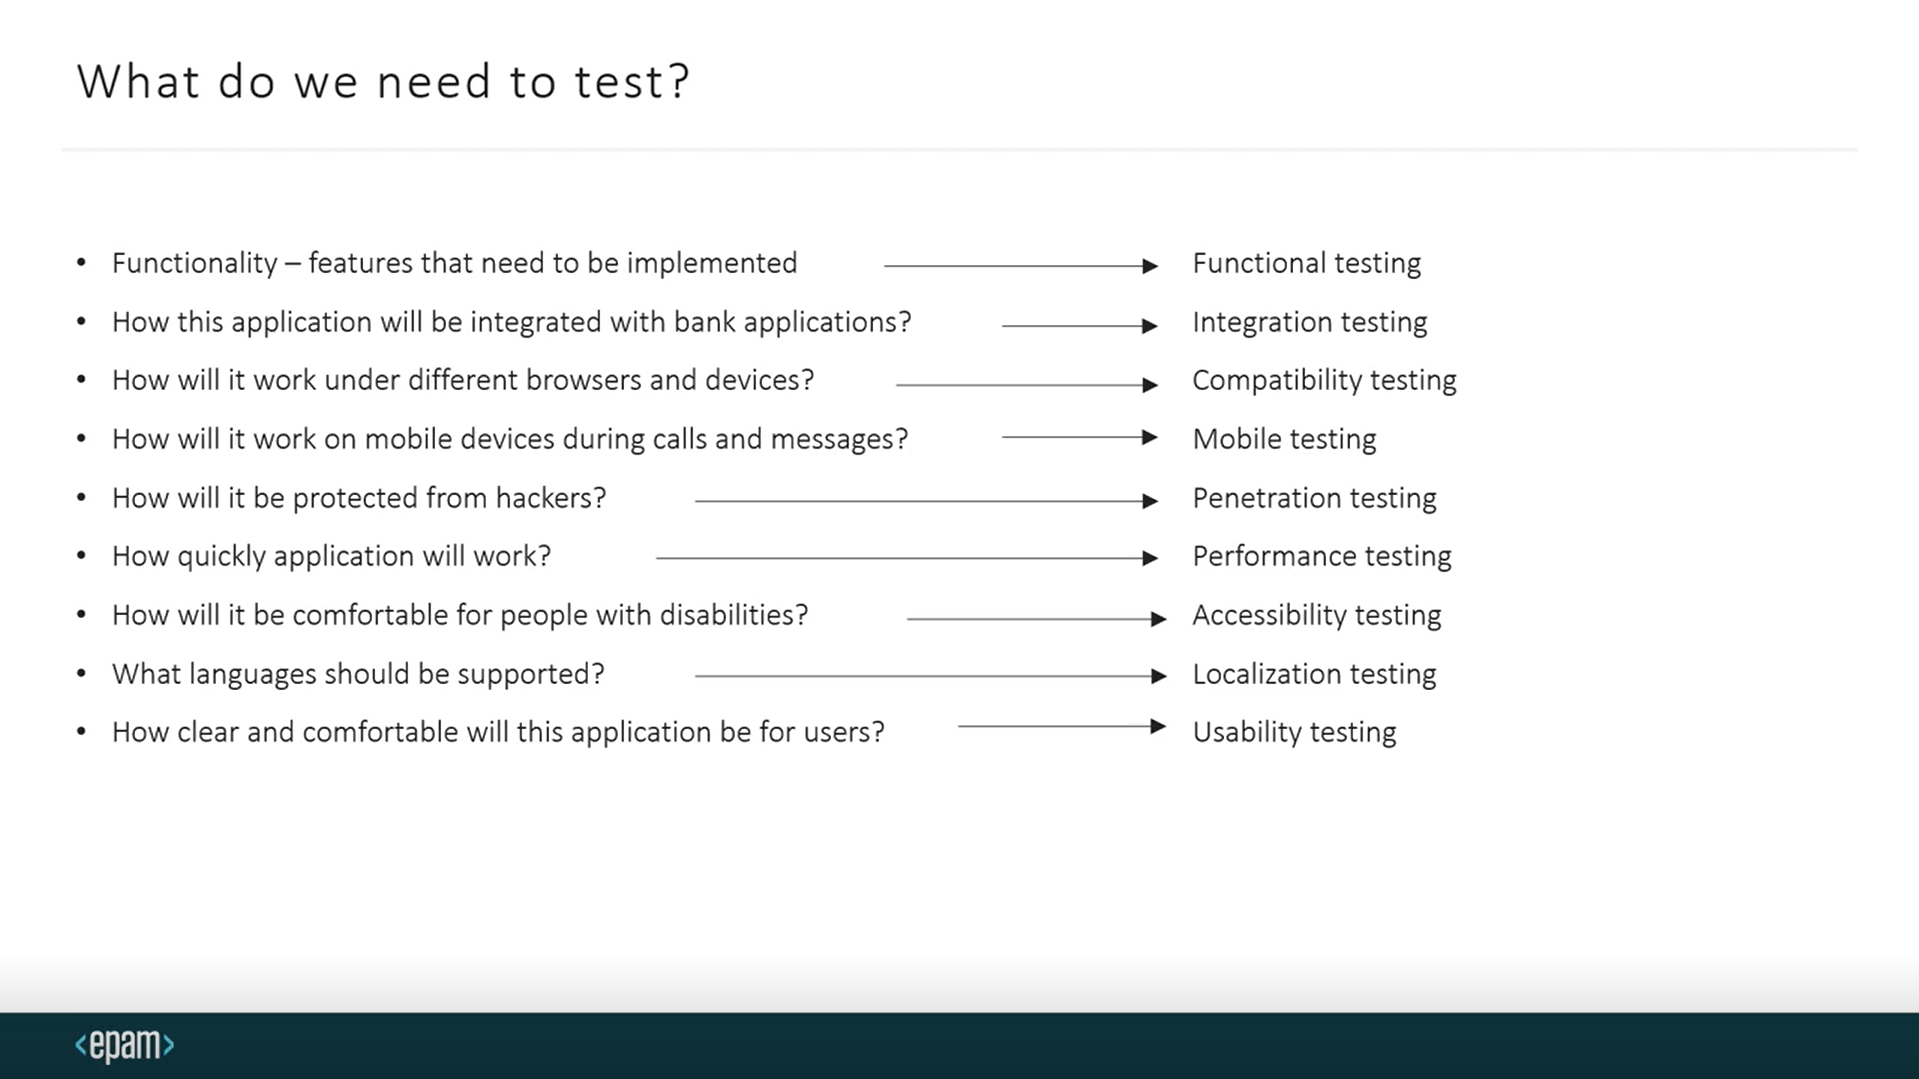 What do we need to test?
• Functionality – features that need to be implemented Functional testing
• How this application will be integrated with bank applications? Integration testing
• How will it work under different browsers and devices? Compatibility testing
• How will it work on mobile devices during calls and messages? Mobile testing
• How will it be protected from hackers? Penetration testing
• How quickly application will work? Performance testing
• How will it be comfortable for people with disabilities? Accessibility testing
• What languages should be supported? Localization testing
• How clear and comfortable will this application be for users? Usability testing
<epam>